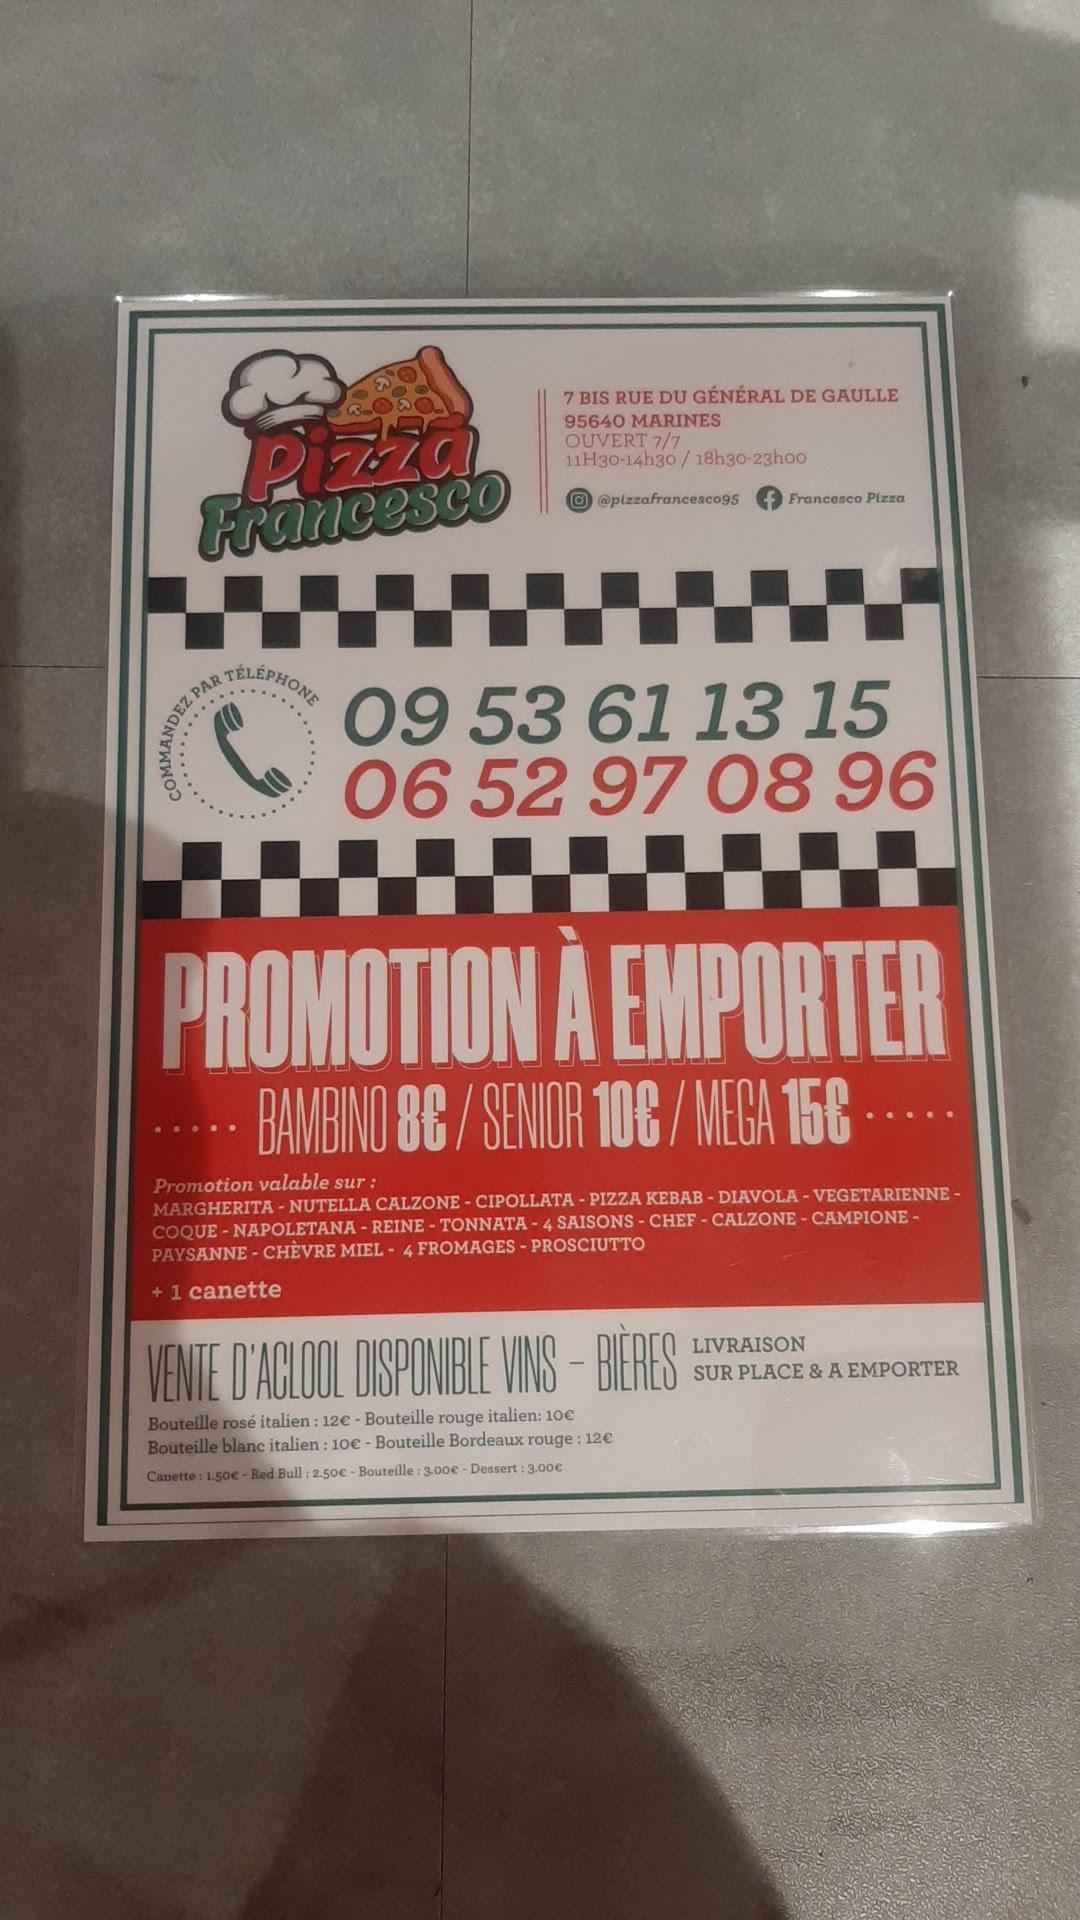 Pizza
Francesco
7 BIS RUE DU GÉNÉRAL DE GAULLE
95640 MARINES
OUVERT 7/7
11H30-14h30 / 18h30-23h00
@pizzafrancesco95 Francesco Pizza
COMMANDEZ PAR TÉLÉPHONE
09 53 61 13 15
06 52 97 08 96
PROMOTION À EMPORTER
..... BAMBINO 8€ / SENIOR 10€ / MEGA 15€ .....
Promotion valable sur :
MARGHERITA - NUTELLA CALZONE - CIPOLLATA - PIZZA KEBAB - DIAVOLA - VEGETARIENNE -
COQUE - NAPOLETANA - REINE - TONNATA - 4 SAISONS - CHEF - CALZONE - CAMPIONE -
PAYSANNE - CHÈVRE MIEL - 4 FROMAGES - PROSCIUTTO
+ 1 canette
VENTE D'ACLOOL DISPONIBLE VINS - BIÈRES
LIVRAISON
SUR PLACE & A EMPORTER
Bouteille rosé italien : 12€ - Bouteille rouge italien: 10€
Bouteille blanc italien : 10€ - Bouteille Bordeaux rouge : 12€
Canette : 1.50€ - Red Bull : 2.50€ - Bouteille : 3.00€ - Dessert : 3.00€